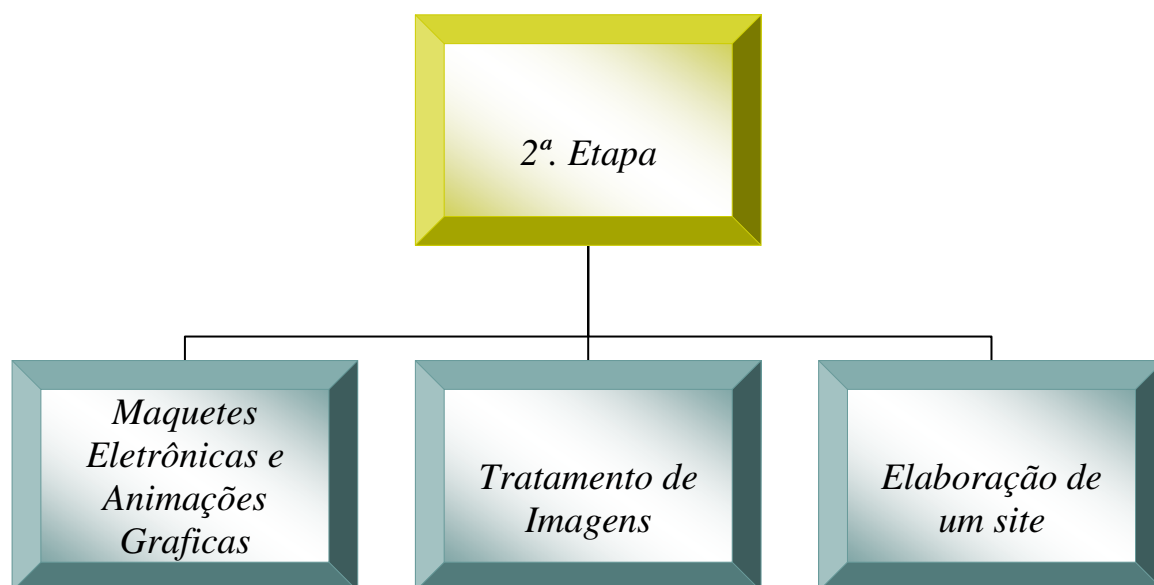 2ª. Etapa
Maquetes
Eletrônicas e
Animações
Graficas
Tratamento de
Imagens
Elaboração de
um site